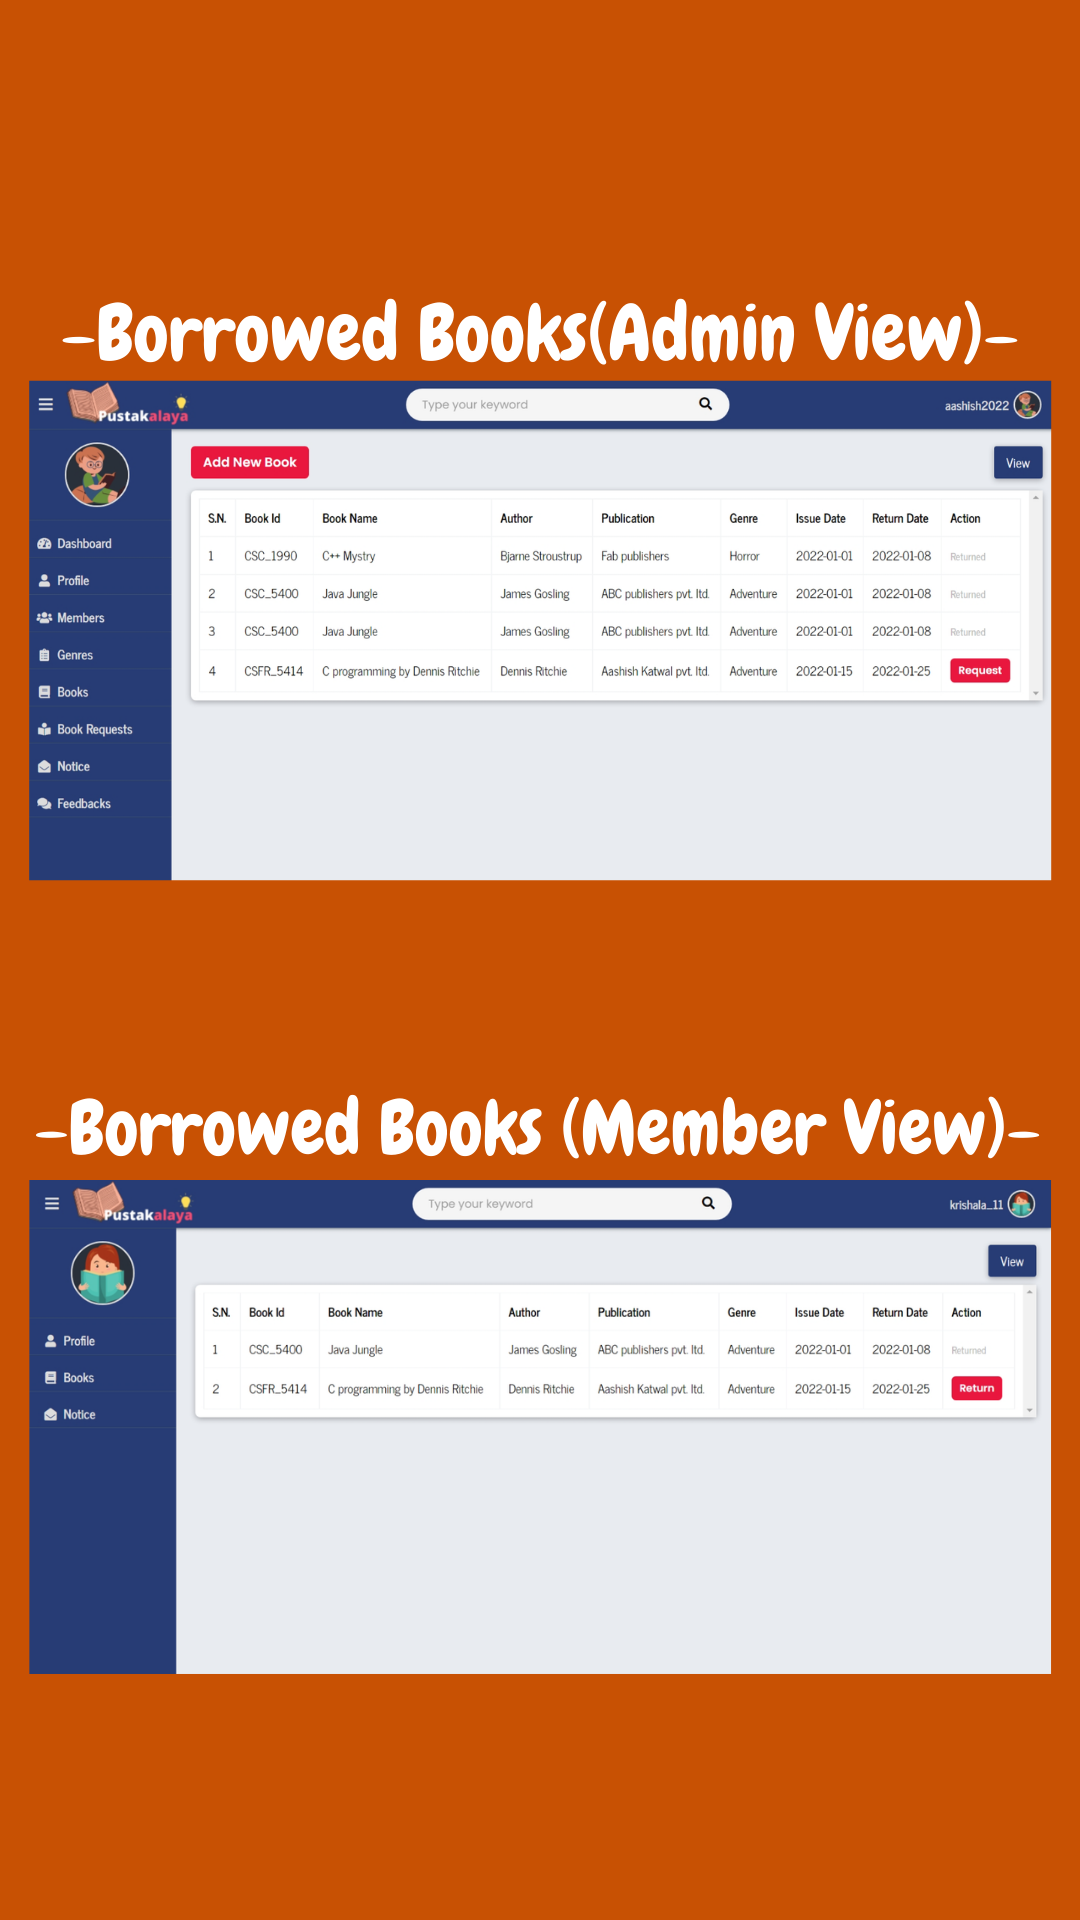 -Borrowed Books(Admin View)-
Pustakalaya
Type your keyword
aashish2022
Add New Book
View
S.N. Book Id Book Name Author Publication Genre Issue Date Return Date Action
1 CSC_1990 C++ Mystry Bjarne Stroustrup Fab publishers Horror 2022-01-01 2022-01-08 Returned
2 CSC_5400 Java Jungle James Gosling ABC publishers pvt. ltd. Adventure 2022-01-01 2022-01-08 Returned
3 CSC_5400 Java Jungle James Gosling ABC publishers pvt. ltd. Adventure 2022-01-01 2022-01-08 Returned
4 CSFR_5414 C programming by Dennis Ritchie Dennis Ritchie Aashish Katwal pvt. ltd. Adventure 2022-01-15 2022-01-25 Request
Dashboard
Profile
Members
Genres
Books
Book Requests
Notice
Feedbacks
-Borrowed Books (Member View)-
Pustakalaya
Type your keyword
krishala_11
View
S.N. Book Id Book Name Author Publication Genre Issue Date Return Date Action
1 CSC_5400 Java Jungle James Gosling ABC publishers pvt. ltd. Adventure 2022-01-01 2022-01-08 Returned
2 CSFR_5414 C programming by Dennis Ritchie Dennis Ritchie Aashish Katwal pvt. ltd. Adventure 2022-01-15 2022-01-25 Return
Profile
Books
Notice